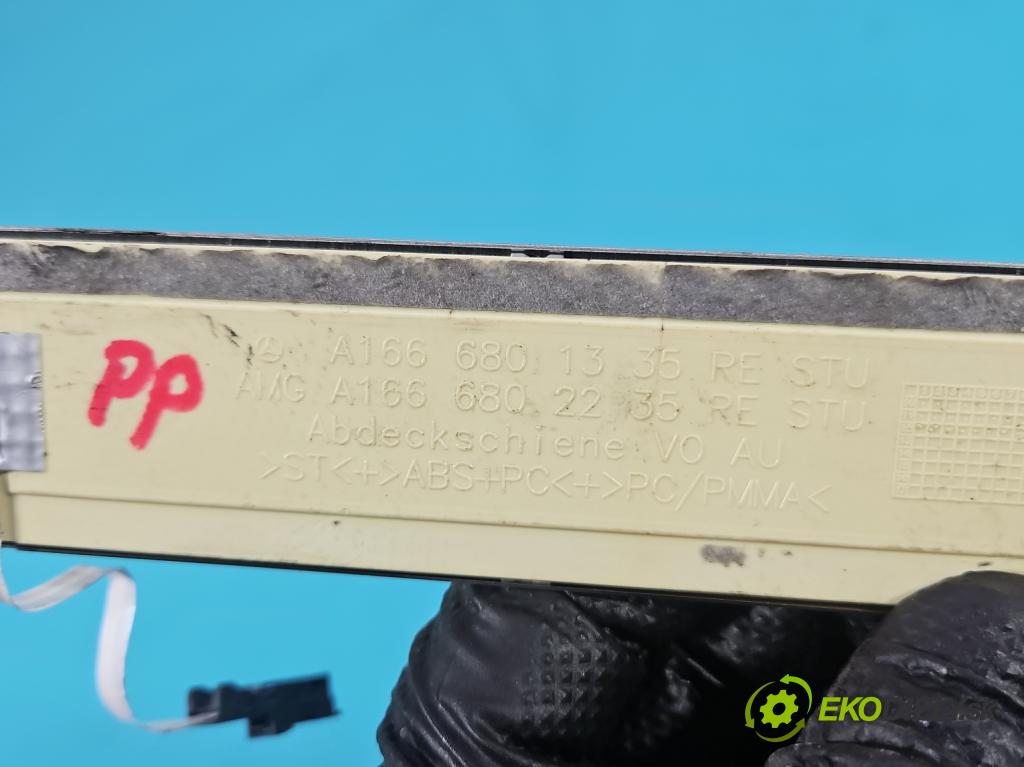 PP
A166 680 13 35 RE STU
AMG A166 680 22 35 RE STU
Abdeckschiene VO AU
>ST<+>ABS+PC<+>PC/PMMA<
EKO